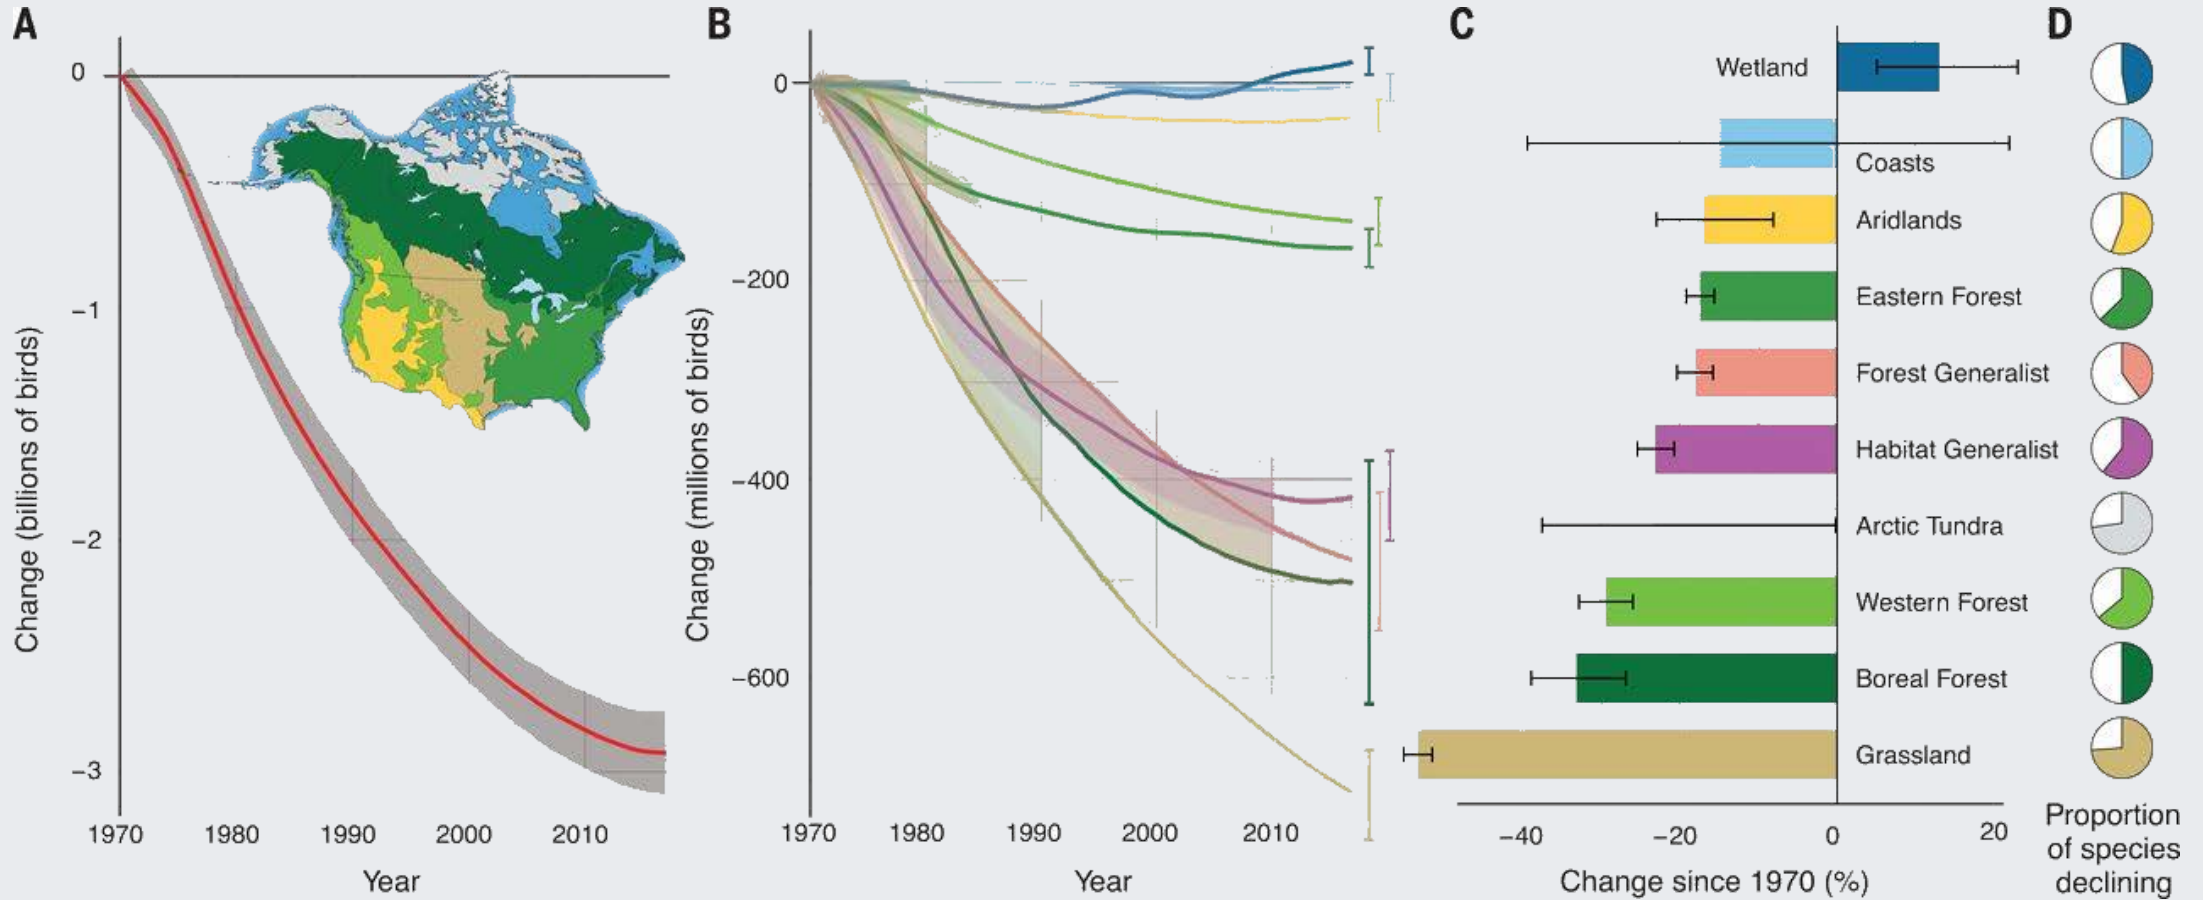 A
0
−1
−2
−3
Change (billions of birds)
1970 1980 1990 2000 2010
Year
B
0
−200
−400
−600
Change (millions of birds)
1970 1980 1990 2000 2010
Year
C
Wetland
Coasts
Aridlands
Eastern Forest
Forest Generalist
Habitat Generalist
Arctic Tundra
Western Forest
Boreal Forest
Grassland
−40 −20 0 20
Change since 1970 (%)
D
Proportion
of species
declining